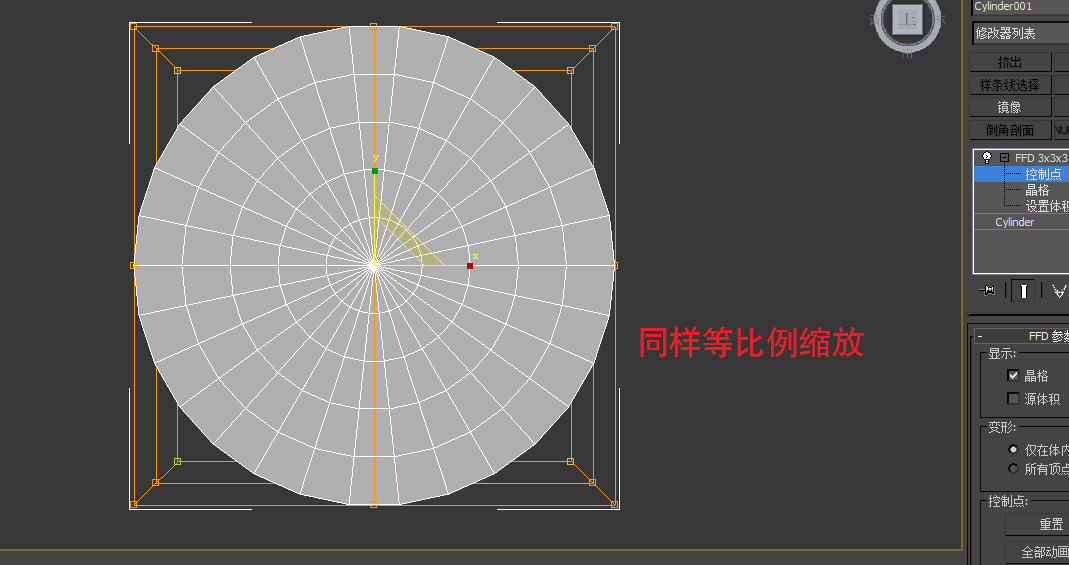 Cylinder001
修改器列表
挤出
样条线选择
镜像
倒角剖面
FFD 3x3x3
控制点
晶格
设置体积
Cylinder
y
x
上
同样等比例缩放
FFD 参数
显示:
晶格
源体积
变形:
仅在体内
所有顶点
控制点:
重置
全部动画